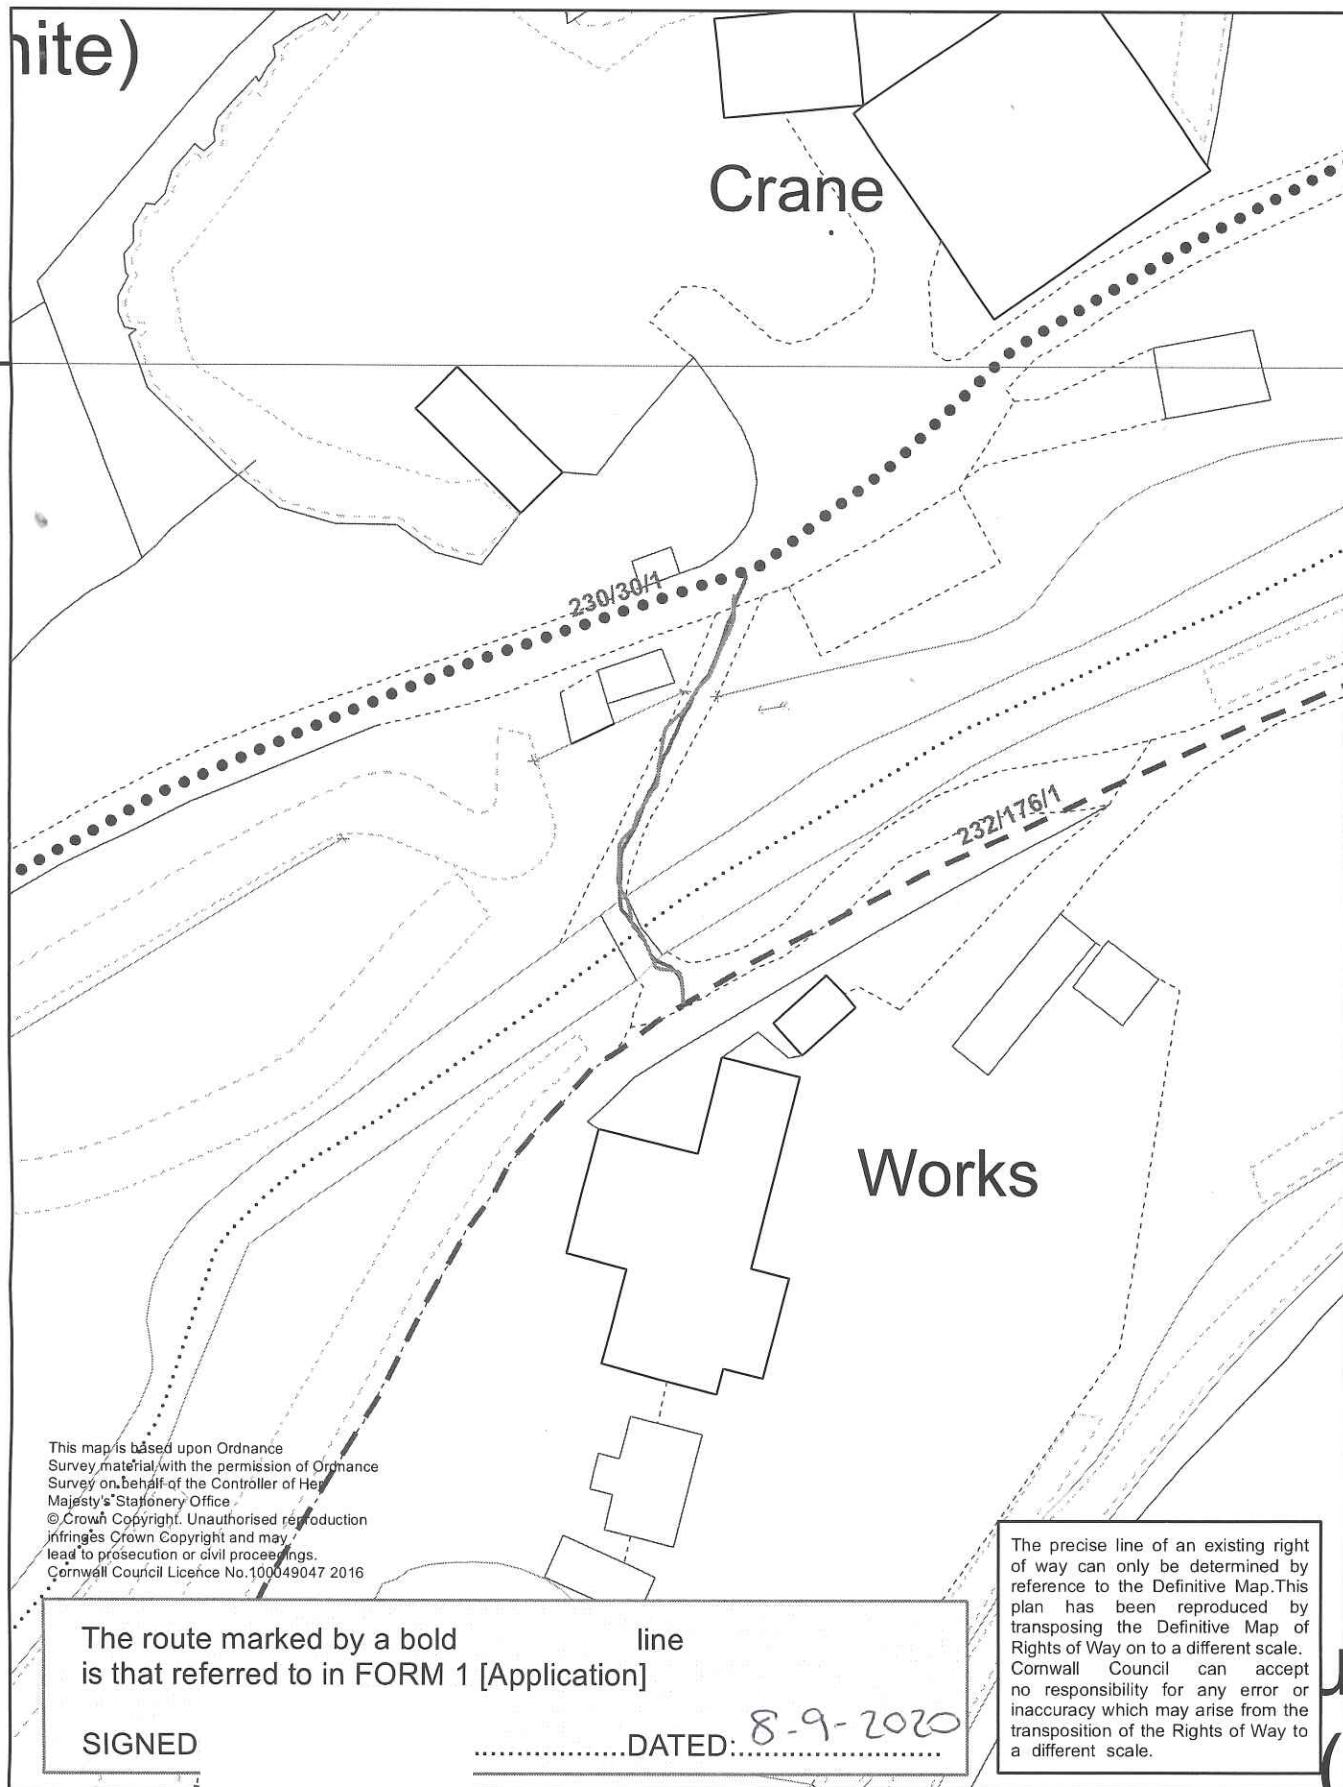 nite)
Crane
230/30/1
232/176/1
Works
This map is based upon Ordnance
Survey material with the permission of Ordnance
Survey on behalf of the Controller of Her
Majesty's Stationery Office
© Crown Copyright. Unauthorised reproduction
infringes Crown Copyright and may
lead to prosecution or civil proceedings.
Cornwall Council Licence No.100049047 2016
The route marked by a bold line
is that referred to in FORM 1 [Application]
SIGNED ..................DATED: 8-9-2020
The precise line of an existing right
of way can only be determined by
reference to the Definitive Map.This
plan has been reproduced by
transposing the Definitive Map of
Rights of Way on to a different scale.
Cornwall Council can accept
no responsibility for any error or
inaccuracy which may arise from the
transposition of the Rights of Way to
a different scale.
(